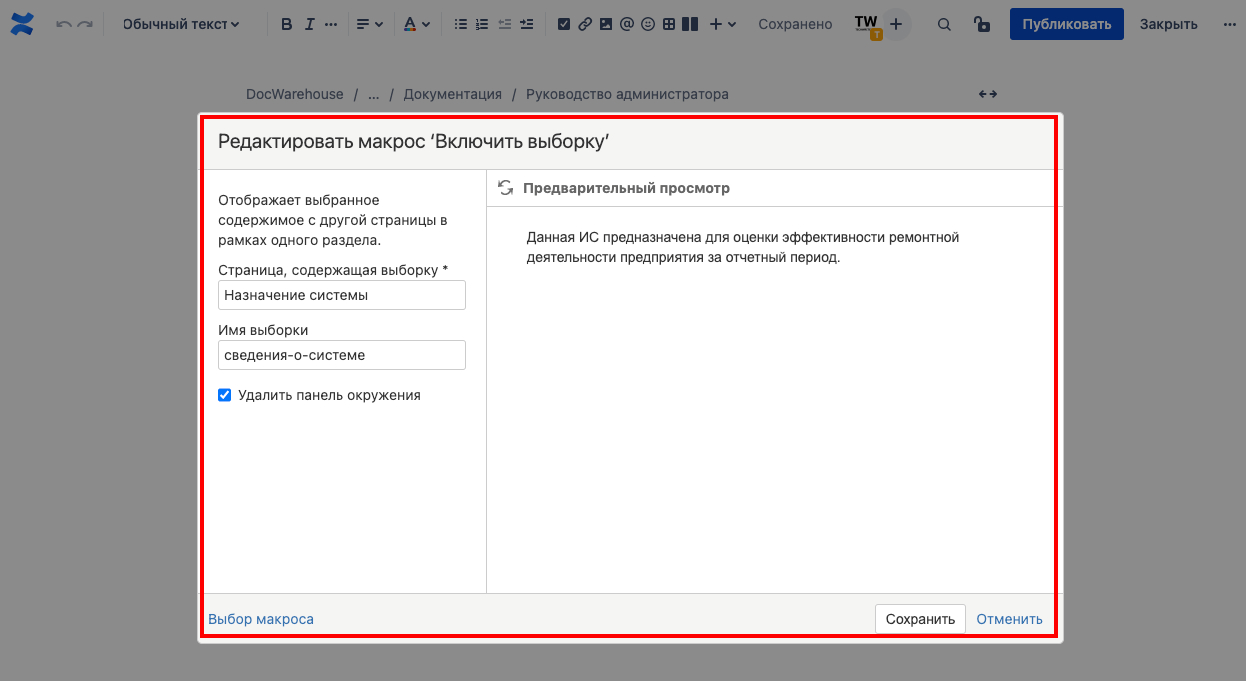 Обычный текст
B I
A
Сохранено
TW
T
Публиковать
Закрыть
DocWarehouse / ... / Документация / Руководство администратора
Редактировать макрос ‘Включить выборку’
Отображает выбранное
содержимое с другой страницы в
рамках одного раздела.
Страница, содержащая выборку *
Назначение системы
Имя выборки
сведения-о-системе
Удалить панель окружения
Предварительный просмотр
Данная ИС предназначена для оценки эффективности ремонтной
деятельности предприятия за отчетный период.
Выбор макроса
Сохранить
Отменить